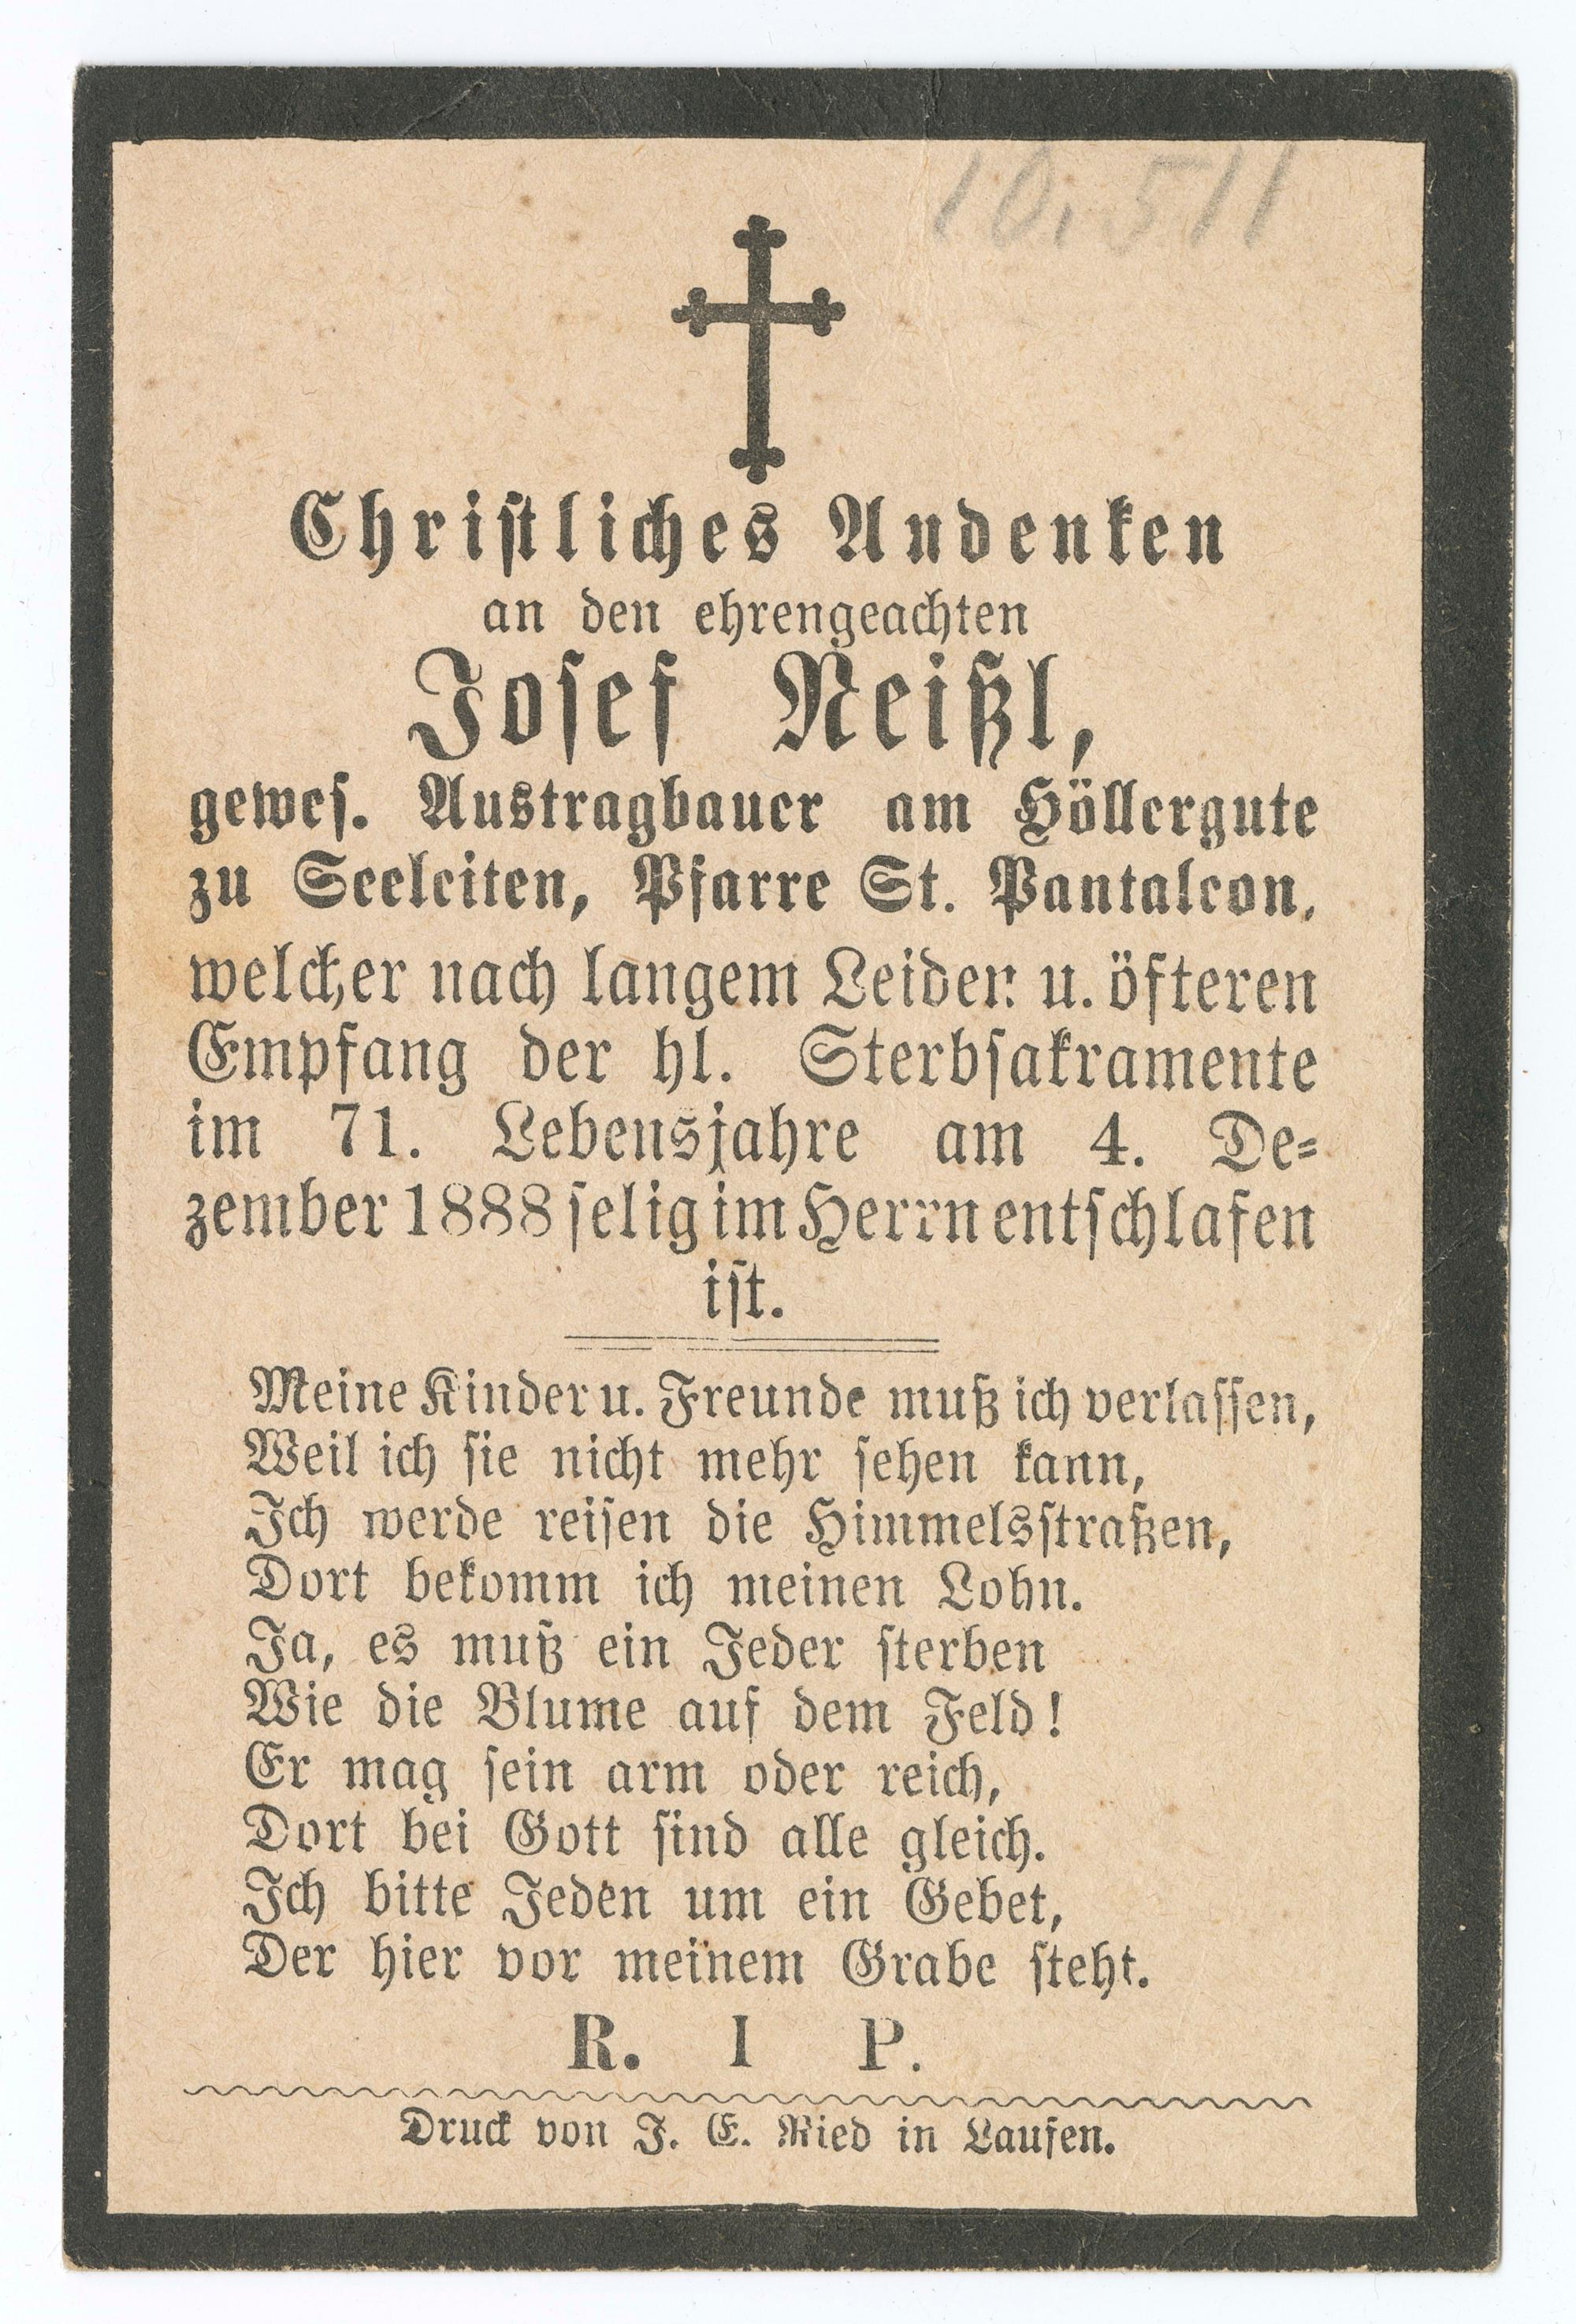 10.511
Christliches Andenken
an den ehrengeachten
Josef Neißl,
gewes. Austragbauer am Höllergute
zu Seeleiten, Pfarre St. Pantaleon,
welcher nach langem Leiden u. öfteren
Empfang der hl. Sterbsakramente
im 71. Lebensjahre am 4. De-
zember 1888 selig im Herrn entschlafen
ist.
Meine Kinder u. Freunde muß ich verlassen,
Weil ich sie nicht mehr sehen kann,
Ich werde reisen die Himmelsstraßen,
Dort bekomm ich meinen Lohn.
Ja, es muß ein Jeder sterben
Wie die Blume auf dem Feld!
Er mag sein arm oder reich,
Dort bei Gott sind alle gleich.
Ich bitte Jeden um ein Gebet,
Der hier vor meinem Grabe steht.
R. I P.
Druck von J. E. Ried in Laufen.